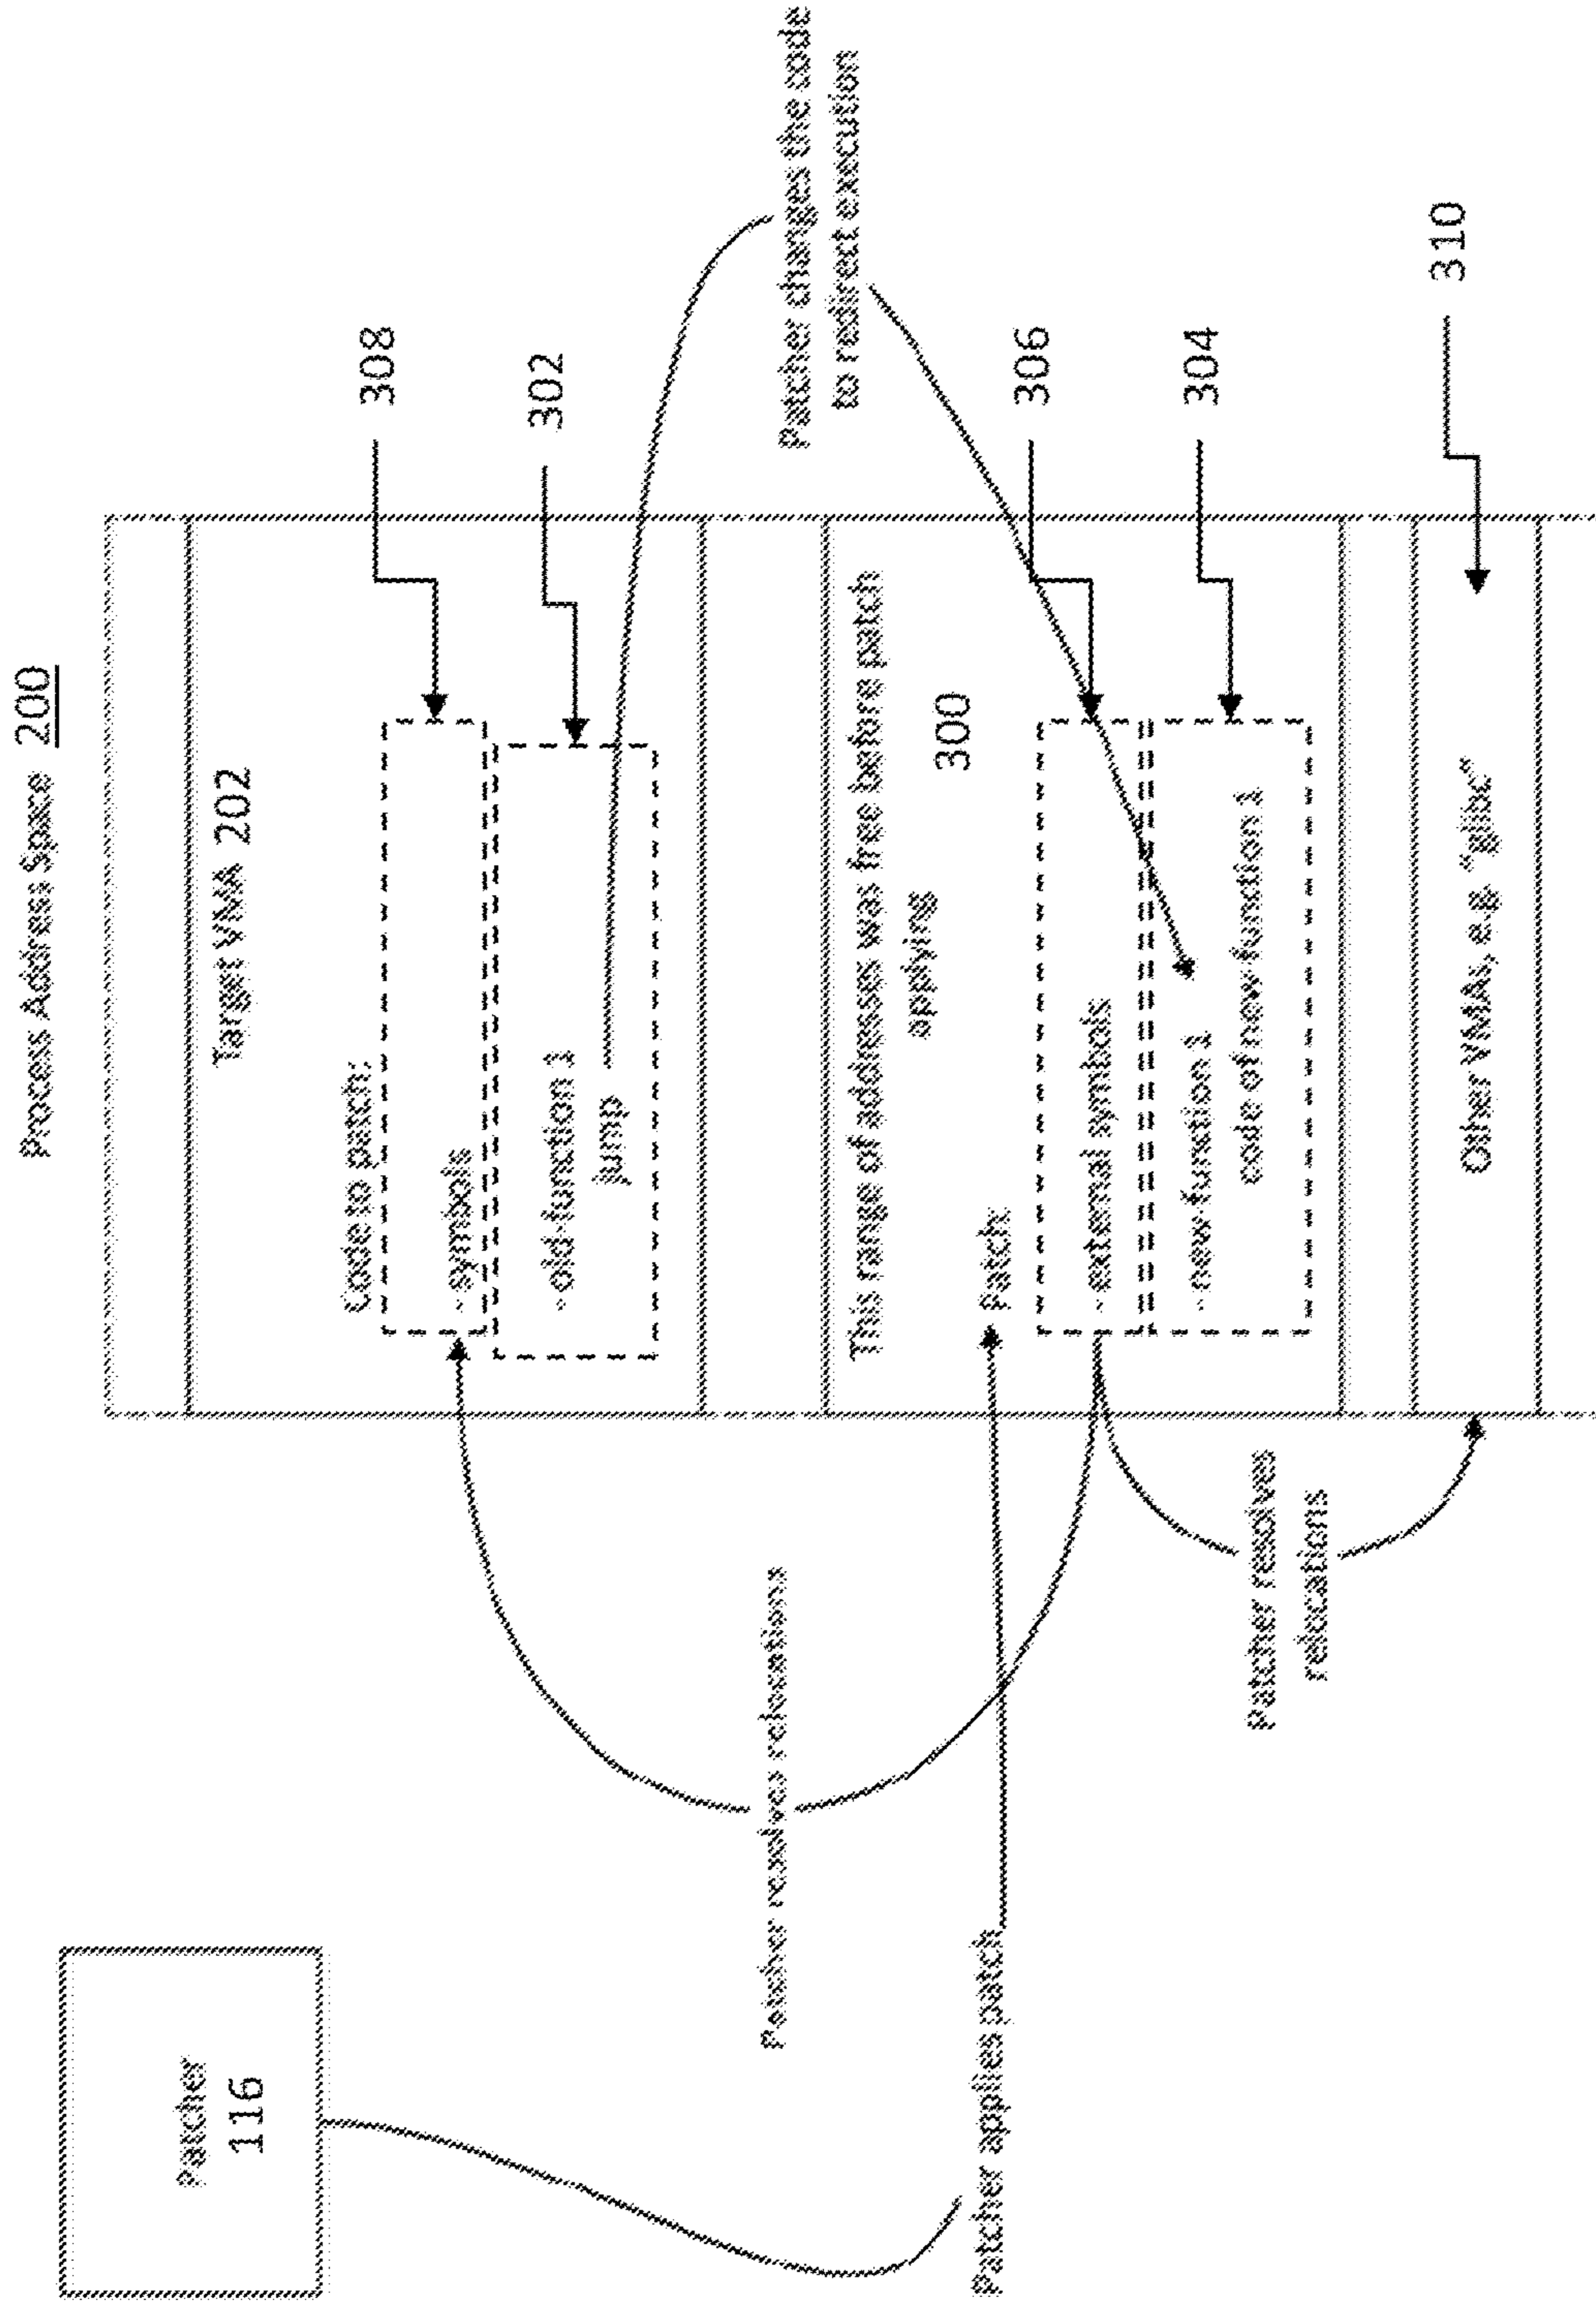 Process Address Space 200
Patcher
116
Target VMA 202
Code to patch:
- symbols
308
- old function 1
jump
302
Patcher resolves relocations
Patcher changes the code
to redirect execution
This range of addresses was free before patch
applying
300
Patcher applies patch
Patch:
- external symbols
306
- new function 1
code of new function 1
304
Patcher resolves
relocations
Other VMAs, e.g. "glibc"
310